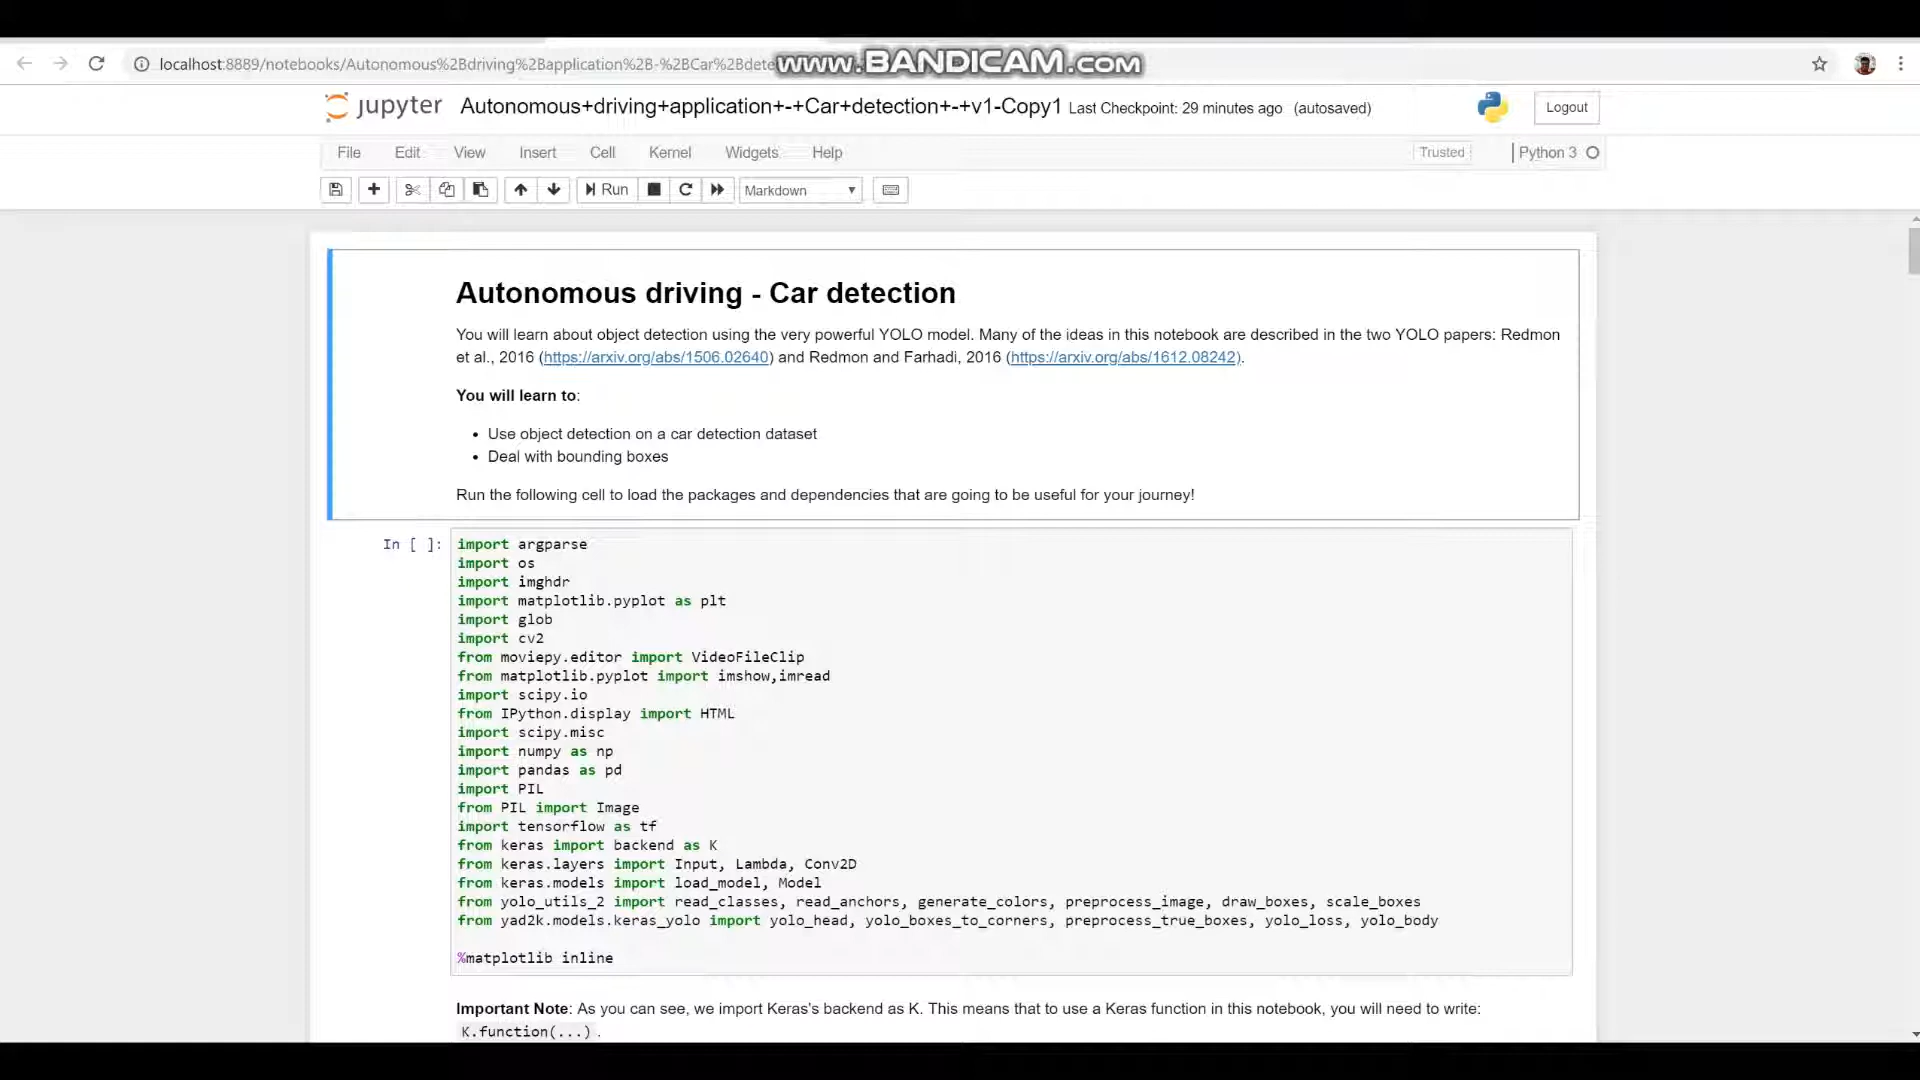 localhost:8889/notebooks/Autonomous%2Bdriving%2Bapplication%2B-%2BCar%2Bdete
www.BANDICAM.com
jupyter Autonomous+driving+application+-+Car+detection+-+v1-Copy1 Last Checkpoint: 29 minutes ago (autosaved)
Logout
File Edit View Insert Cell Kernel Widgets Help
Trusted
Python 3
Run
Markdown
Autonomous driving - Car detection
You will learn about object detection using the very powerful YOLO model. Many of the ideas in this notebook are described in the two YOLO papers: Redmon
et al., 2016 (https://arxiv.org/abs/1506.02640) and Redmon and Farhadi, 2016 (https://arxiv.org/abs/1612.08242).
You will learn to:
• Use object detection on a car detection dataset
• Deal with bounding boxes
Run the following cell to load the packages and dependencies that are going to be useful for your journey!
In [ ]:
import argparse
import os
import imghdr
import matplotlib.pyplot as plt
import glob
import cv2
from moviepy.editor import VideoFileClip
from matplotlib.pyplot import imshow,imread
import scipy.io
from IPython.display import HTML
import scipy.misc
import numpy as np
import pandas as pd
import PIL
from PIL import Image
import tensorflow as tf
from keras import backend as K
from keras.layers import Input, Lambda, Conv2D
from keras.models import load_model, Model
from yolo_utils_2 import read_classes, read_anchors, generate_colors, preprocess_image, draw_boxes, scale_boxes
from yad2k.models.keras_yolo import yolo_head, yolo_boxes_to_corners, preprocess_true_boxes, yolo_loss, yolo_body
%matplotlib inline
Important Note: As you can see, we import Keras's backend as K. This means that to use a Keras function in this notebook, you will need to write:
K.function(...) .